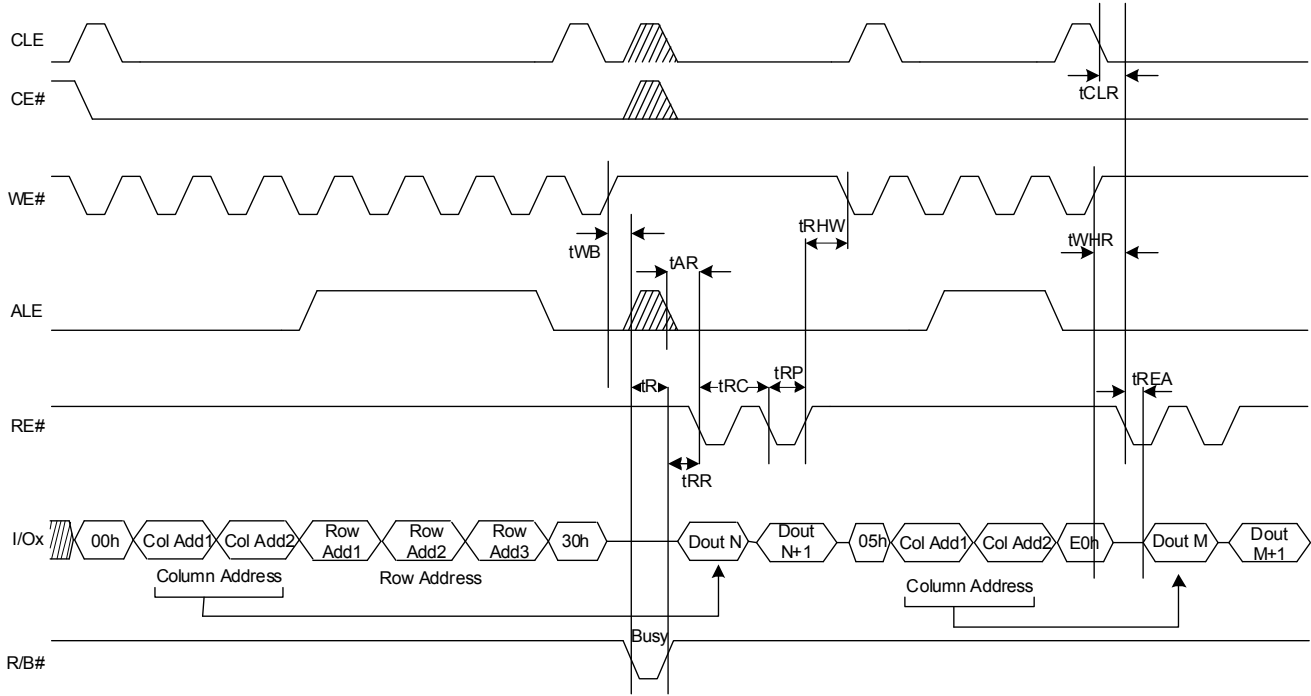 CLE
tCLR
CE#
WE#
tRHW
tWB
tWHR
tAR
ALE
tR
tRC
tRP
tREA
RE#
tRR
I/Ox
00h
Col Add1
Col Add2
Row
Add1
Row
Add2
Row
Add3
30h
Dout N
Dout
N+1
05h
Col Add1
Col Add2
E0h
Dout M
Dout
M+1
Column Address
Row Address
Column Address
Busy
R/B#